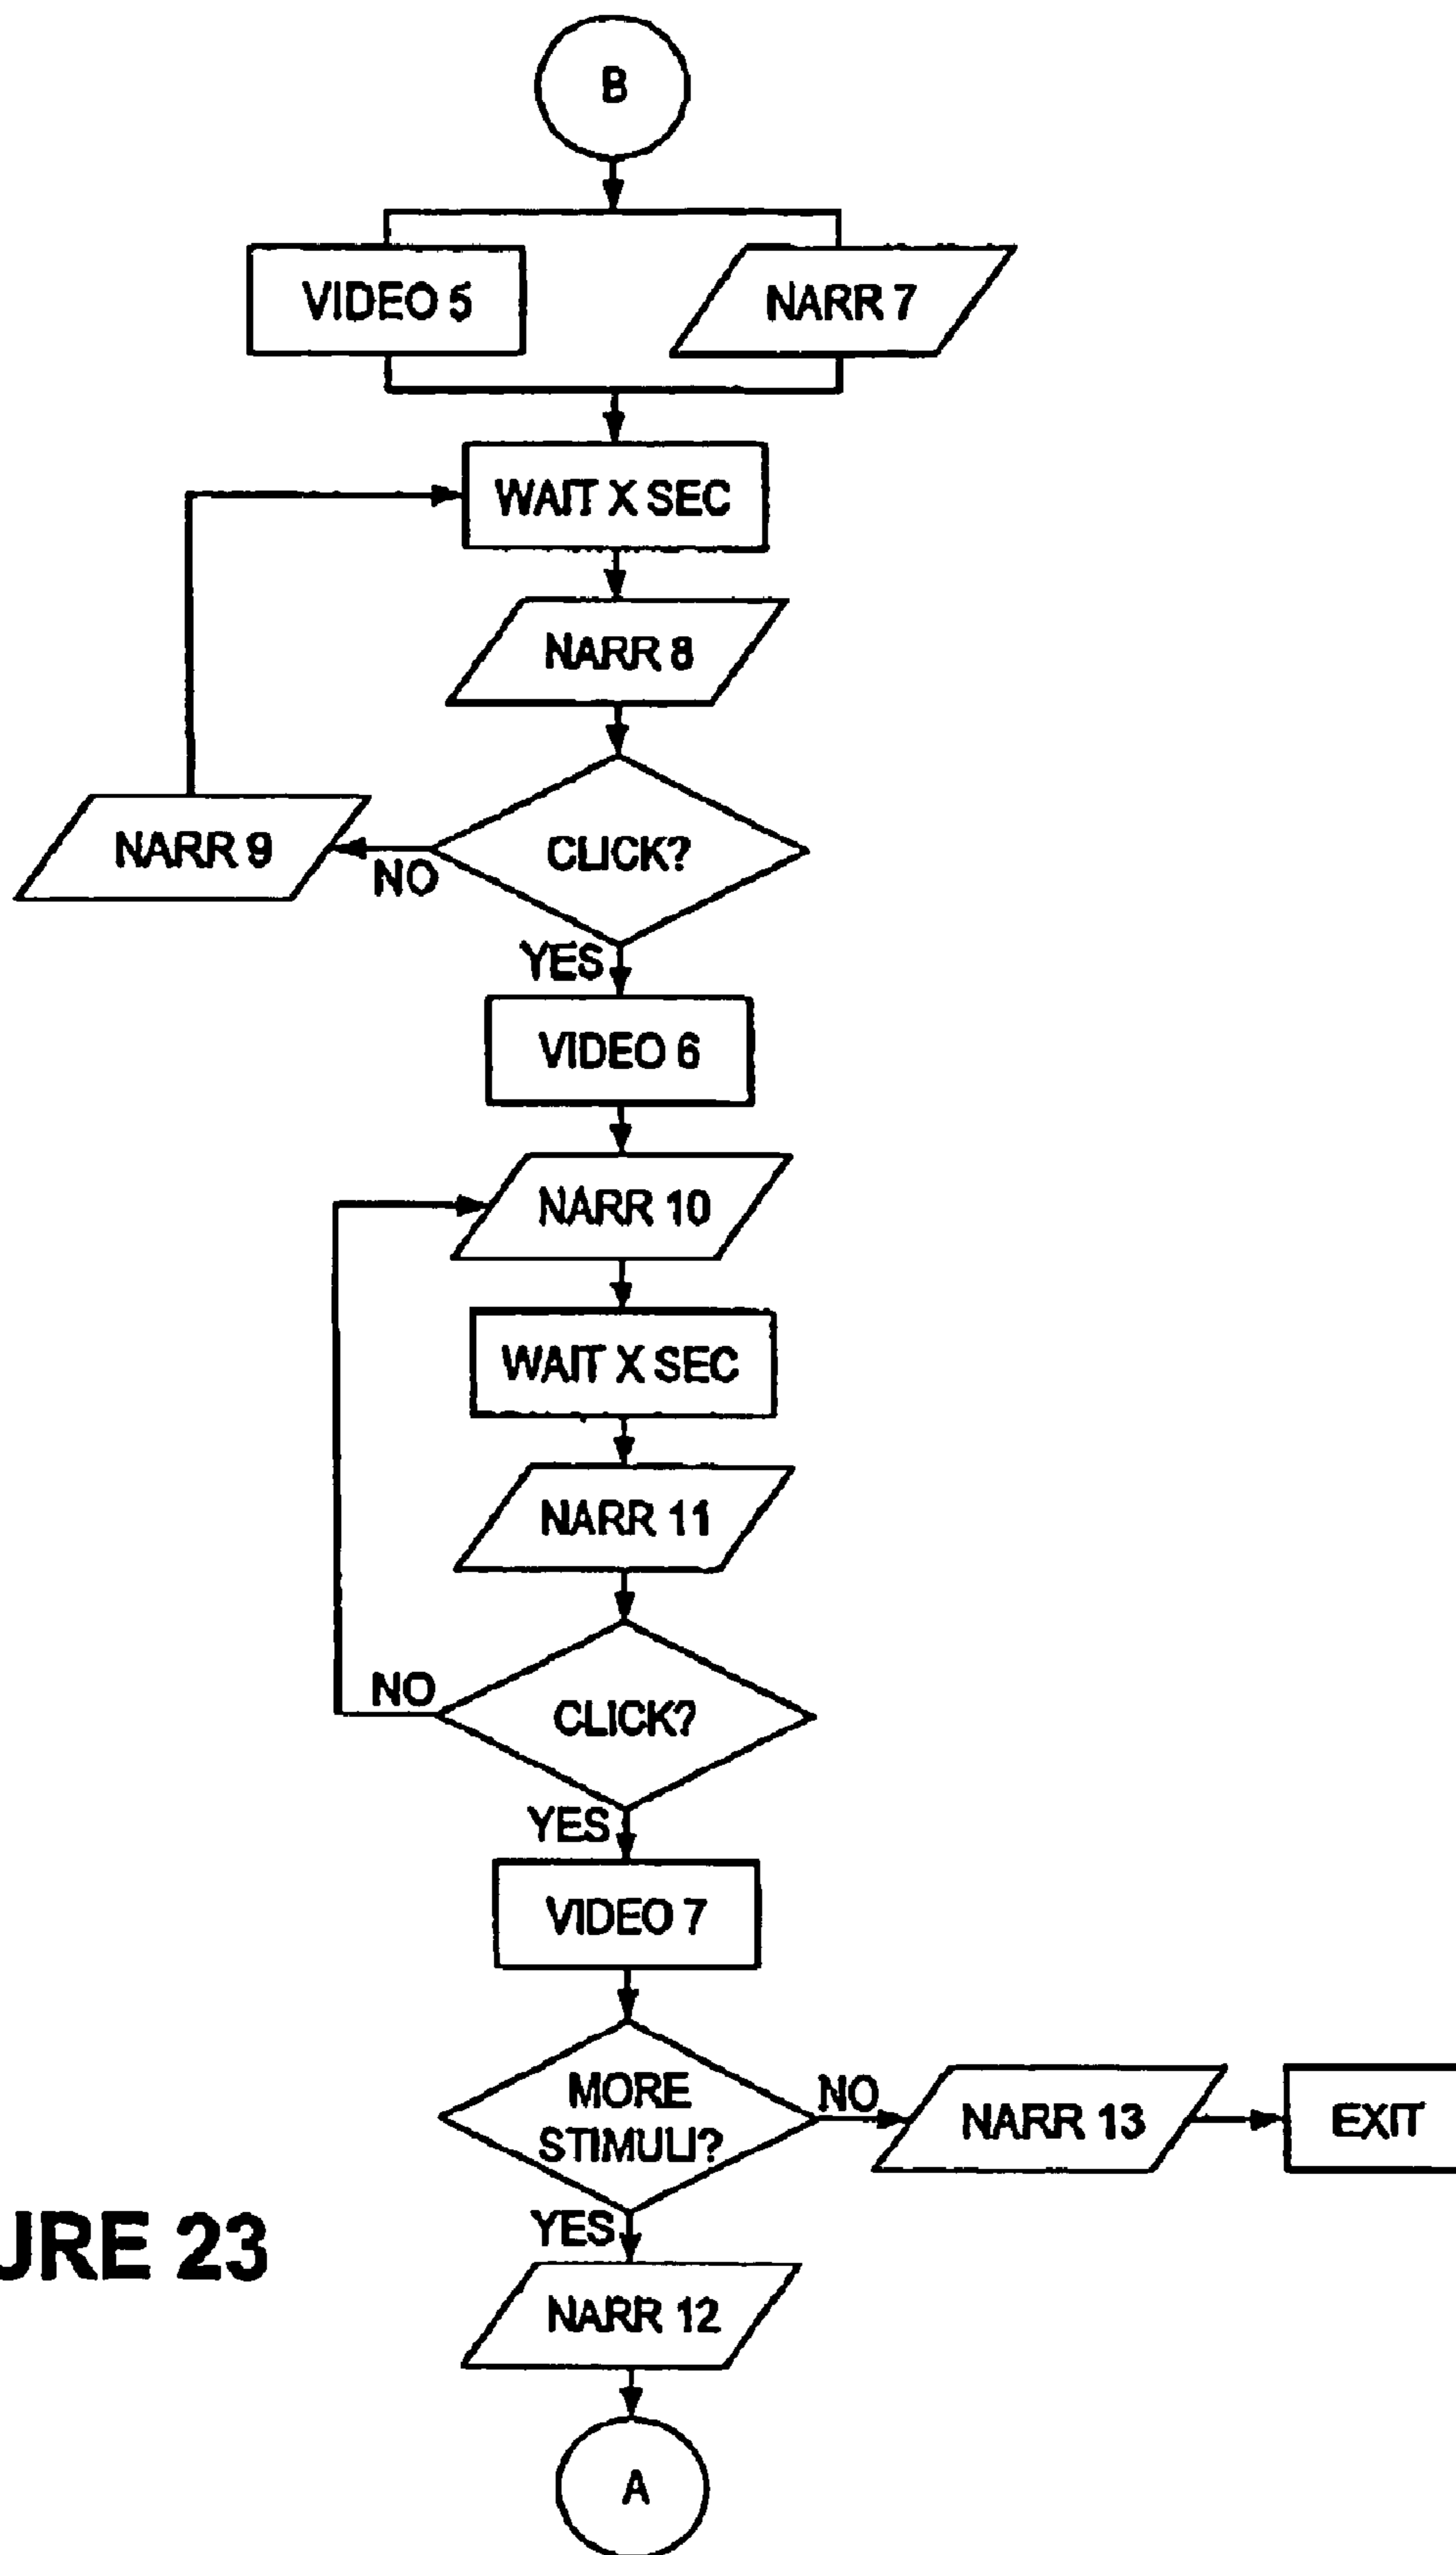 B
VIDEO 5
NARR 7
WAIT X SEC
NARR 8
CLICK?
NARR 9
NO
YES
VIDEO 6
NARR 10
WAIT X SEC
NARR 11
CLICK?
NO
YES
VIDEO 7
MORE
STIMULI?
NO
NARR 13
EXIT
YES
URE 23
NARR 12
A